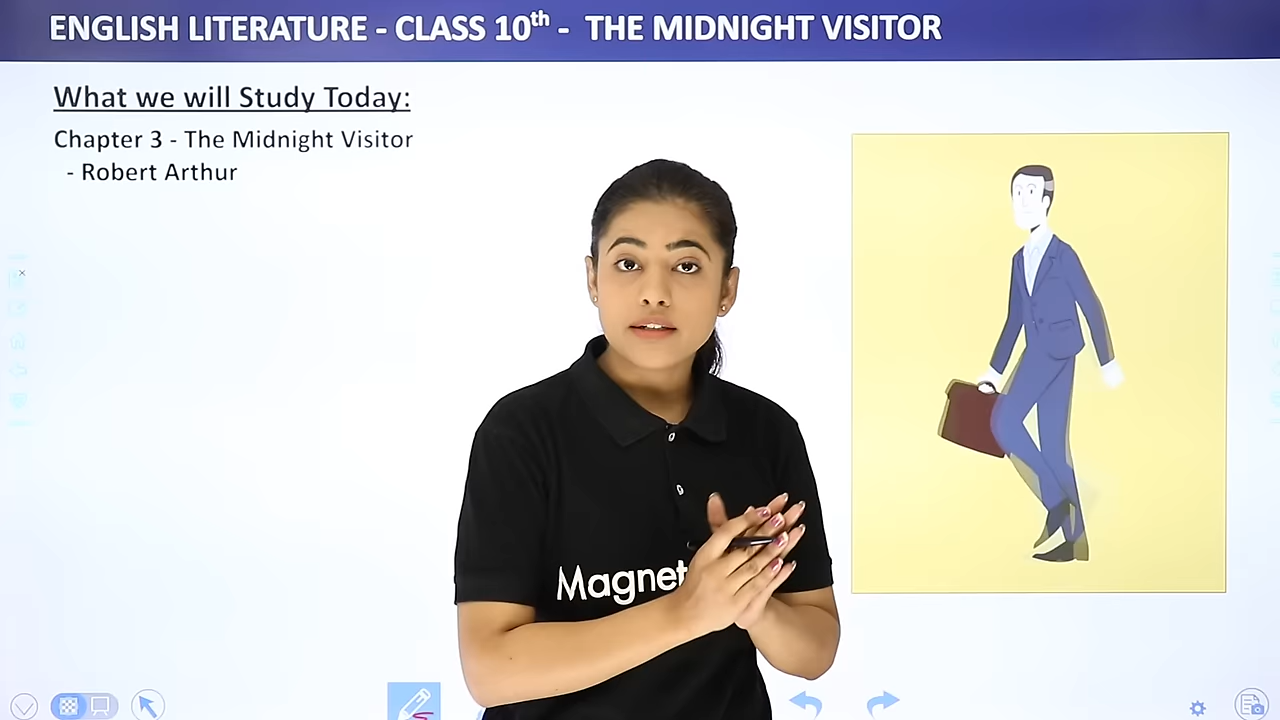 ENGLISH LITERATURE - CLASS 10th - THE MIDNIGHT VISITOR
What we will Study Today:
Chapter 3 - The Midnight Visitor
- Robert Arthur
Magnet